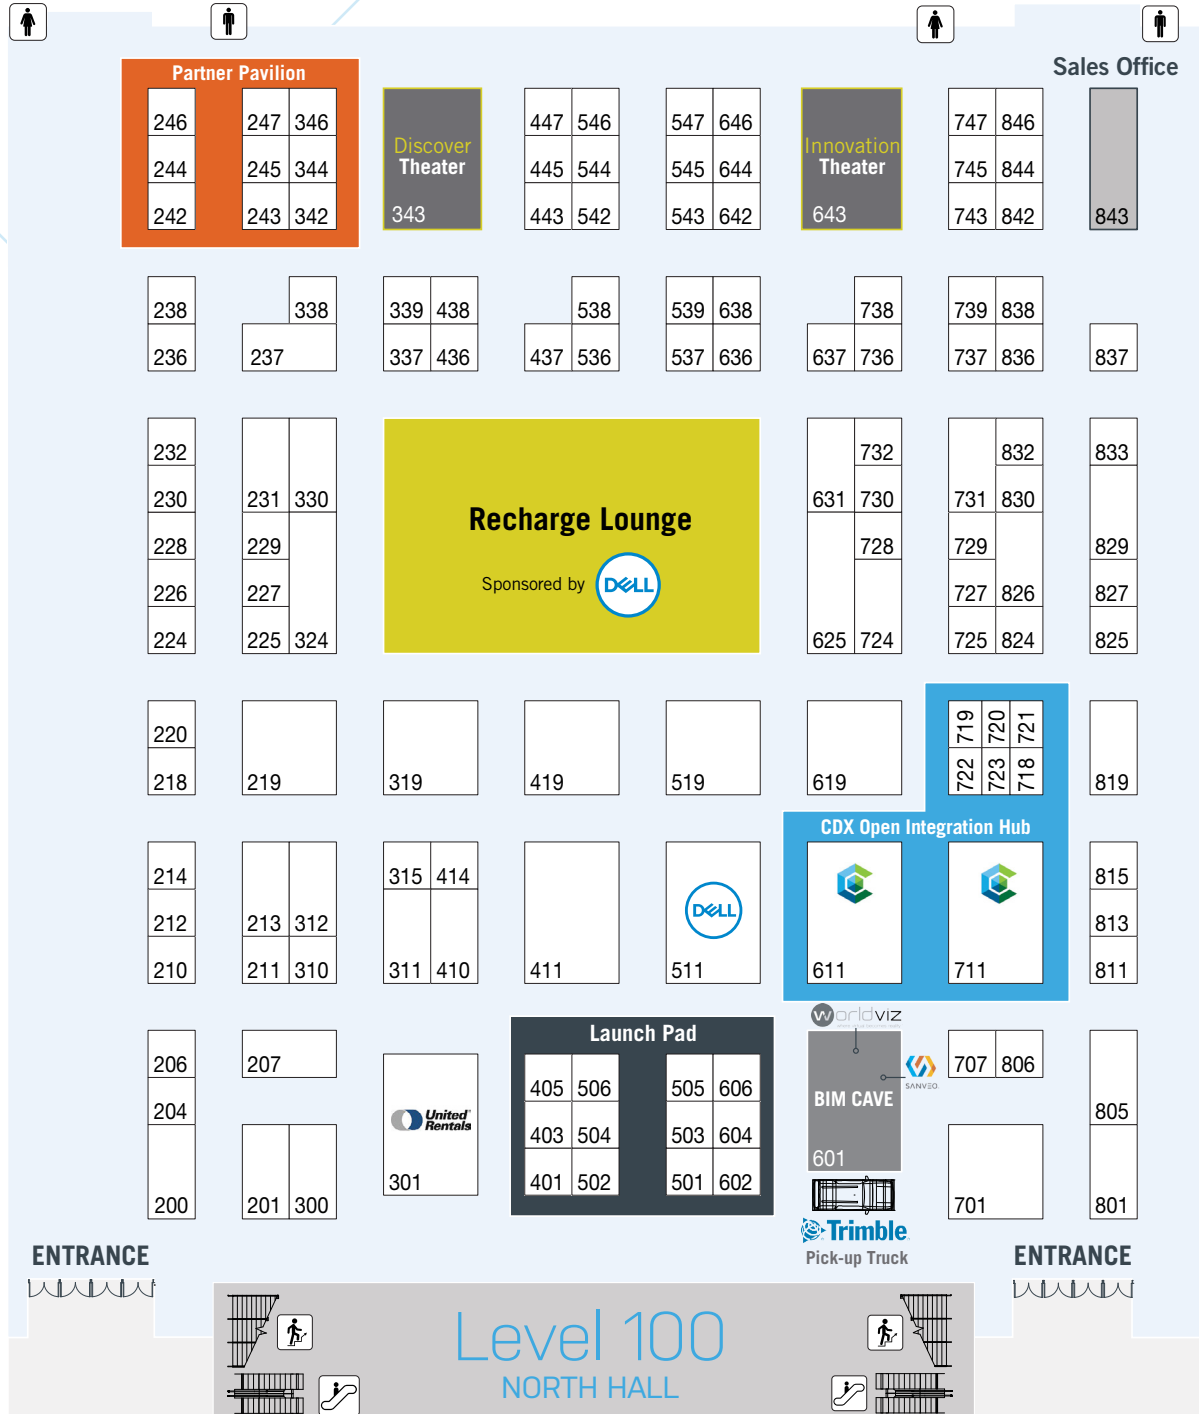 Sales Office
Partner Pavilion
246 247 346 447 546 547 646 747 846
Discover Theater
Innovation Theater
244 245 344 445 544 545 644 745 844
242 243 342 343 443 542 543 642 643 743 842 843
238 338 339 438 538 539 638 738 739 838
236 237 337 436 437 536 537 636 637 736 737 836 837
232 732 832 833
230 231 330 631 730 731 830
Recharge Lounge
228 229 728 729 829
Sponsored by DELL
226 227 727 826 827
224 225 324 625 724 725 824 825
220 719 720 721
218 219 319 419 519 619 722 723 718 819
CDX Open Integration Hub
214 315 414 815
DELL
212 213 312 813
210 211 310 311 410 411 511 611 711 811
worldviz
Launch Pad
206 207 405 506 505 606 707 806
SANVEO
BIM CAVE
204 United Rentals 403 504 503 604 805
601
200 201 300 301 401 502 501 602 701 801
Trimble
Pick-up Truck
ENTRANCE ENTRANCE
Level 100
NORTH HALL